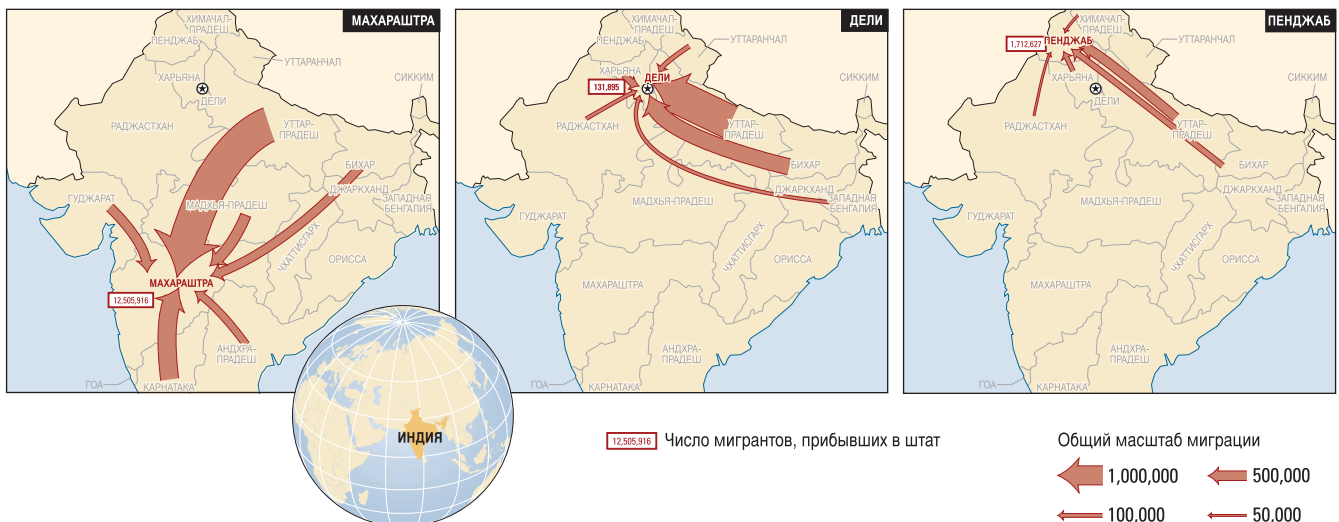 МАХАРАШТРА
ХИМАЧАЛ-
ПРАДЕШ
ПЕНДЖАБ
УТТАРАНЧАЛ
ХАРЬЯНА
ДЕЛИ
СИККИМ
РАДЖАСТХАН
УТТАР-
ПРАДЕШ
БИХАР
ДЖАРКХАНД
ЗАПАДНАЯ
БЕНГАЛИЯ
ГУДЖАРАТ
МАДХЬЯ-ПРАДЕШ
ЧХАТТИСГАРХ
ОРИССА
МАХАРАШТРА
12,505,916
АНДХРА-
ПРАДЕШ
ГОА
КАРНАТАКА
ДЕЛИ
ХИМАЧАЛ-
ПРАДЕШ
ПЕНДЖАБ
УТТАРАНЧАЛ
ХАРЬЯНА
ДЕЛИ
131,895
СИККИМ
РАДЖАСТХАН
УТТАР-
ПРАДЕШ
БИХАР
ДЖАРКХАНД
ЗАПАДНАЯ
БЕНГАЛИЯ
МАДХЬЯ-ПРАДЕШ
ГУДЖАРАТ
ЧХАТТИСГАРХ
ОРИССА
МАХАРАШТРА
АНДХРА-
ПРАДЕШ
ГОА
КАРНАТАКА
ПЕНДЖАБ
ХИМАЧАЛ-
ПРАДЕШ
1,712,627
ПЕНДЖАБ
УТТАРАНЧАЛ
ХАРЬЯНА
ДЕЛИ
СИККИМ
РАДЖАСТХАН
УТТАР-
ПРАДЕШ
БИХАР
ДЖАРКХАНД
ЗАПАДНАЯ
БЕНГАЛИЯ
МАДХЬЯ-ПРАДЕШ
ГУДЖАРАТ
ЧХАТТИСГАРХ
ОРИССА
МАХАРАШТРА
АНДХРА-
ПРАДЕШ
ГОА
КАРНАТАКА
ИНДИЯ
12,505,916 Число мигрантов, прибывших в штат
Общий масштаб миграции
1,000,000 500,000
100,000 50,000